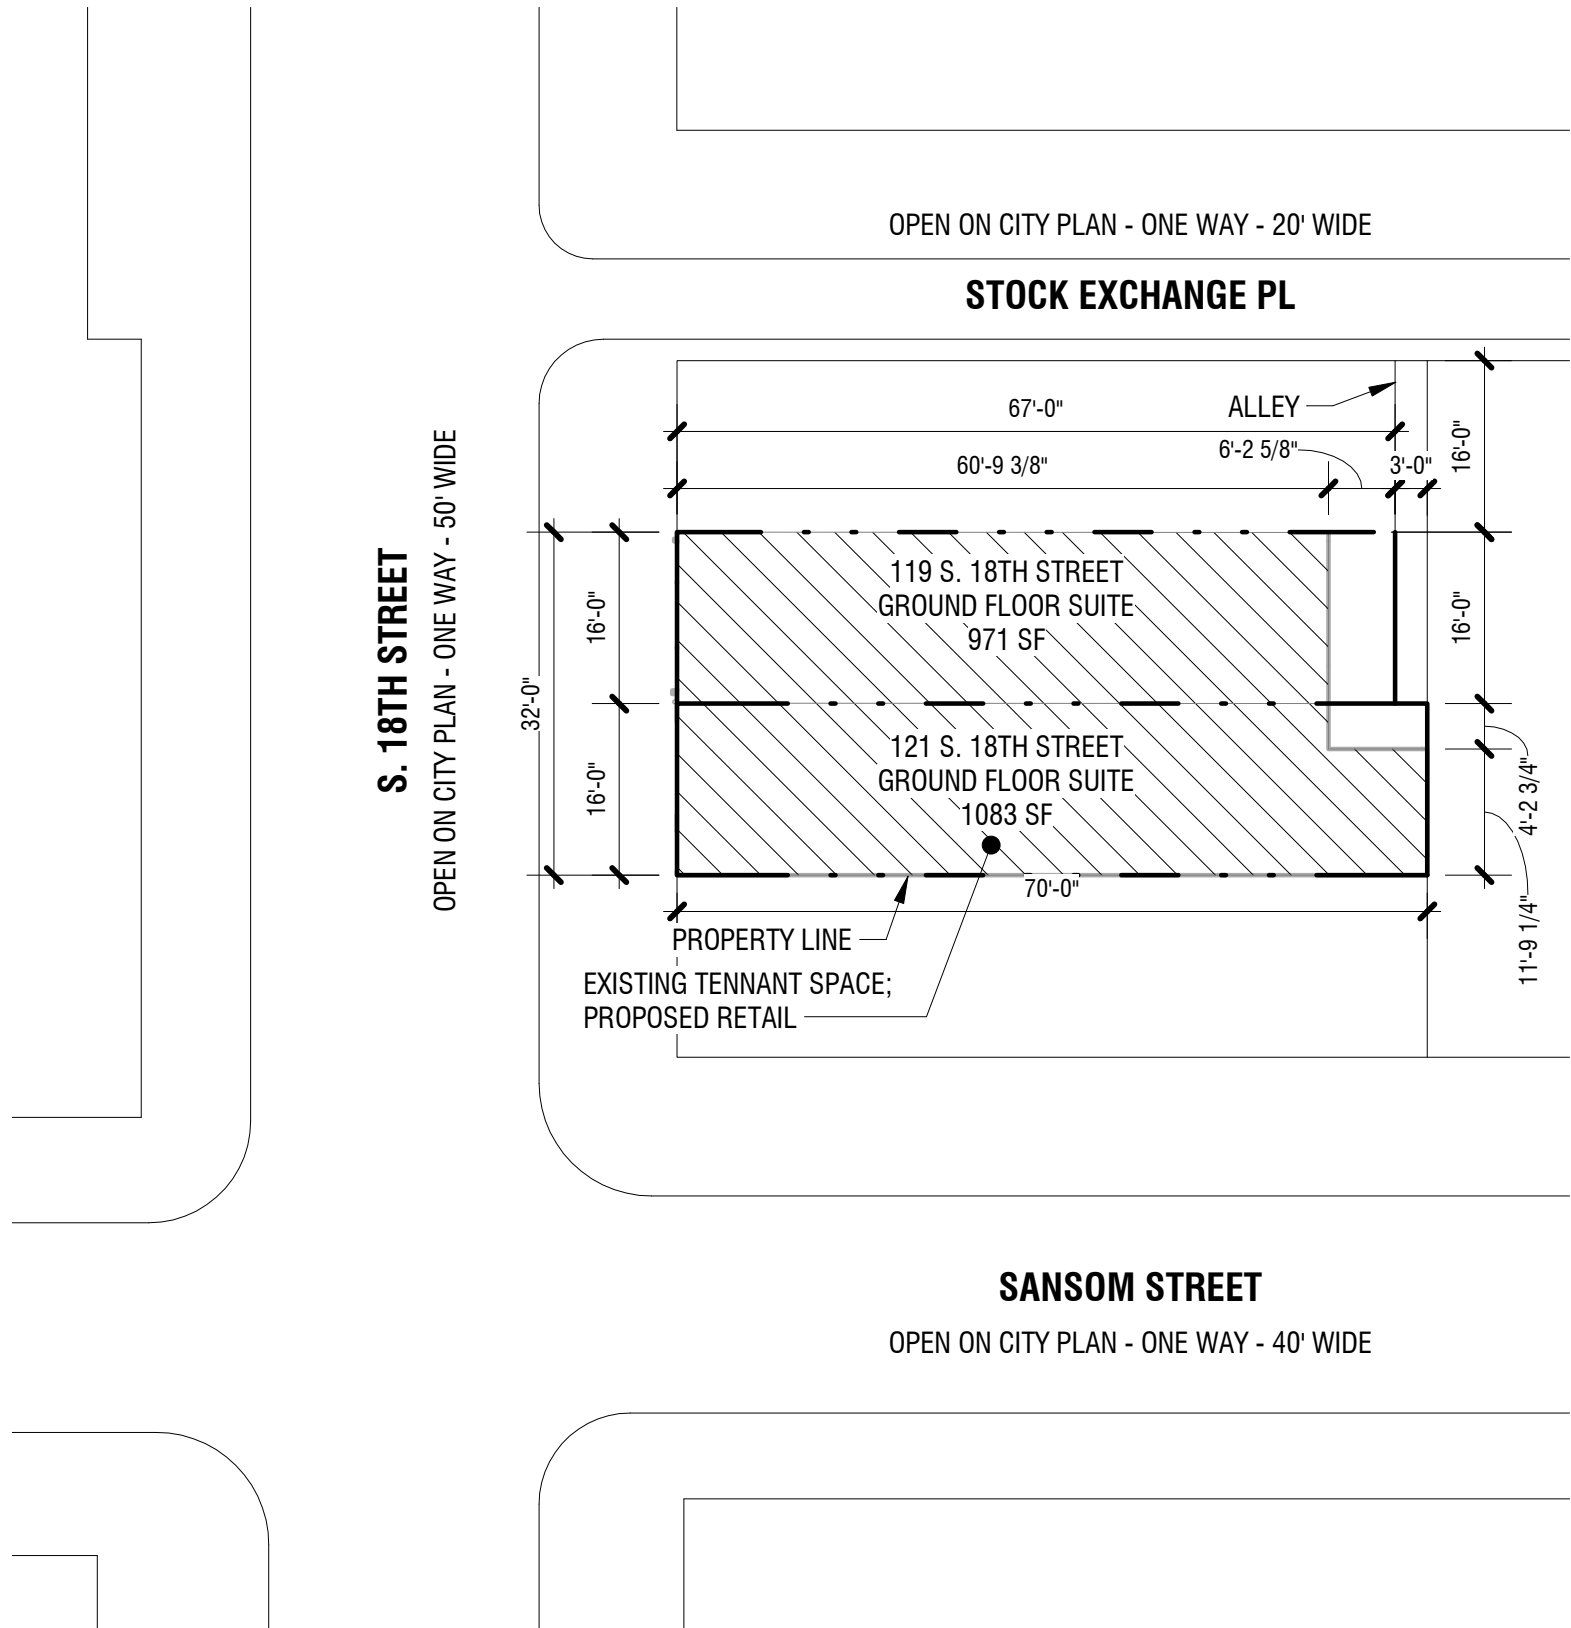 OPEN ON CITY PLAN - ONE WAY - 20' WIDE
STOCK EXCHANGE PL
67'-0"
ALLEY
60'-9 3/8"
6'-2 5/8"
3'-0"
16'-0"
S. 18TH STREET
OPEN ON CITY PLAN - ONE WAY - 50' WIDE
32'-0"
16'-0"
16'-0"
119 S. 18TH STREET
GROUND FLOOR SUITE
971 SF
16'-0"
121 S. 18TH STREET
GROUND FLOOR SUITE
1083 SF
4'-2 3/4"
11'-9 1/4"
70'-0"
PROPERTY LINE
EXISTING TENNANT SPACE;
PROPOSED RETAIL
SANSOM STREET
OPEN ON CITY PLAN - ONE WAY - 40' WIDE